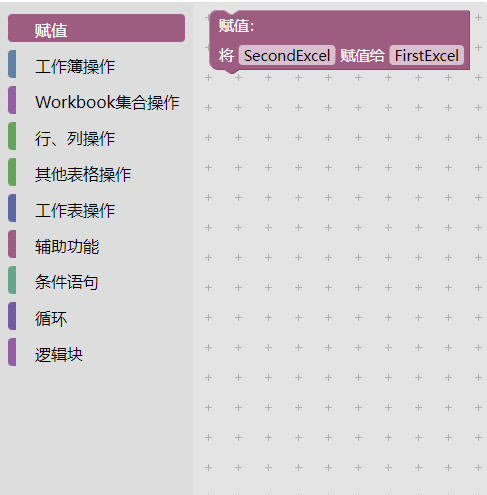 赋值
工作簿操作
Workbook集合操作
行、列操作
其他表格操作
工作表操作
辅助功能
条件语句
循环
逻辑块
赋值：
将 SecondExcel 赋值给 FirstExcel